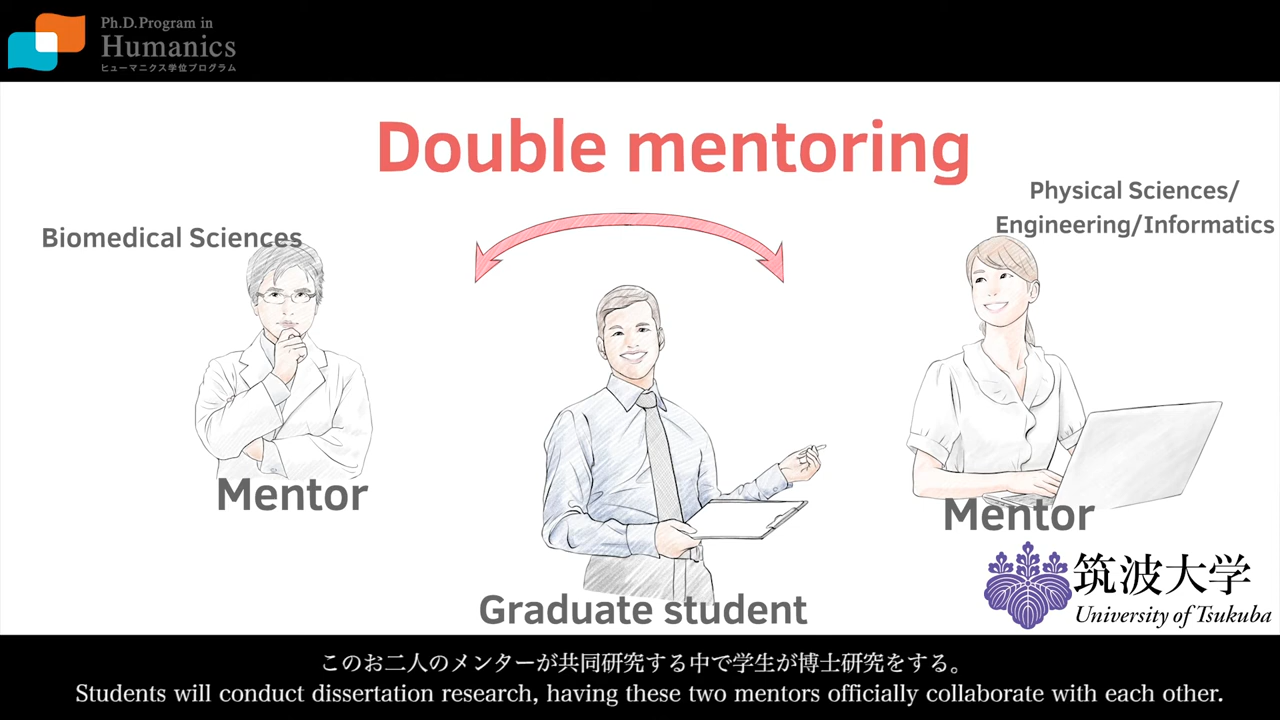 Ph.D.Program in
Humanics
ヒューマニクス学位プログラム
Double mentoring
Physical Sciences/
Engineering/Informatics
Biomedical Sciences
Mentor
Mentor
Graduate student
筑波大学
University of Tsukuba
このお二人のメンターが共同研究する中で学生が博士研究をする。
Students will conduct dissertation research, having these two mentors officially collaborate with each other.